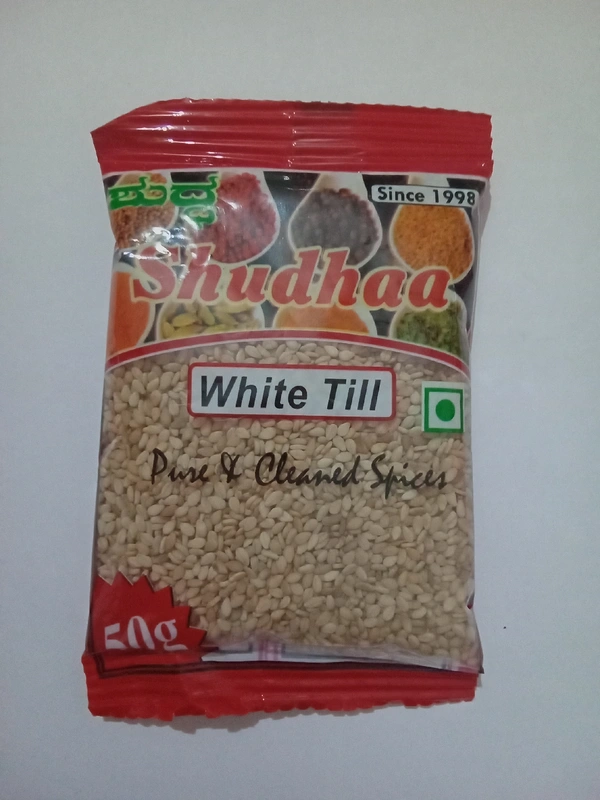 ಶುದ್ಧ
Since 1998
Shudhaa
White Till
Pure & Cleaned Spices
50g